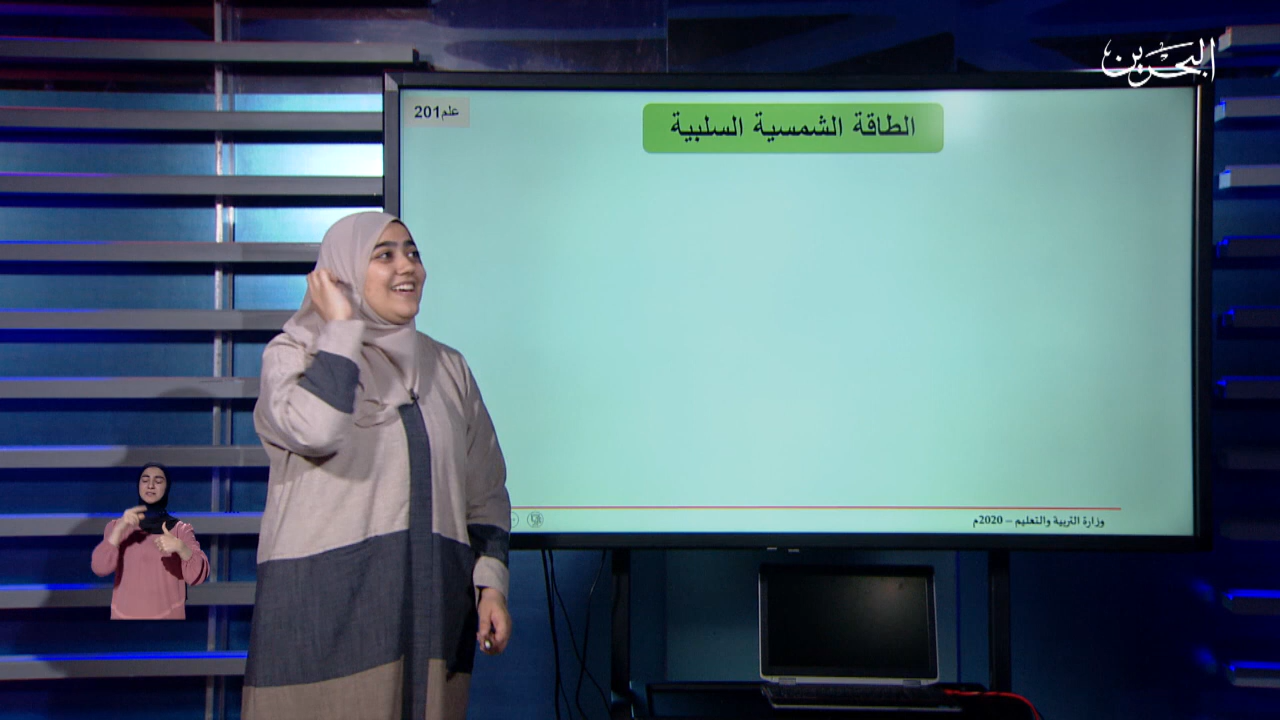 البحرين
علم201
الطاقة الشمسية السلبية
وزارة التربية والتعليم – 2020م